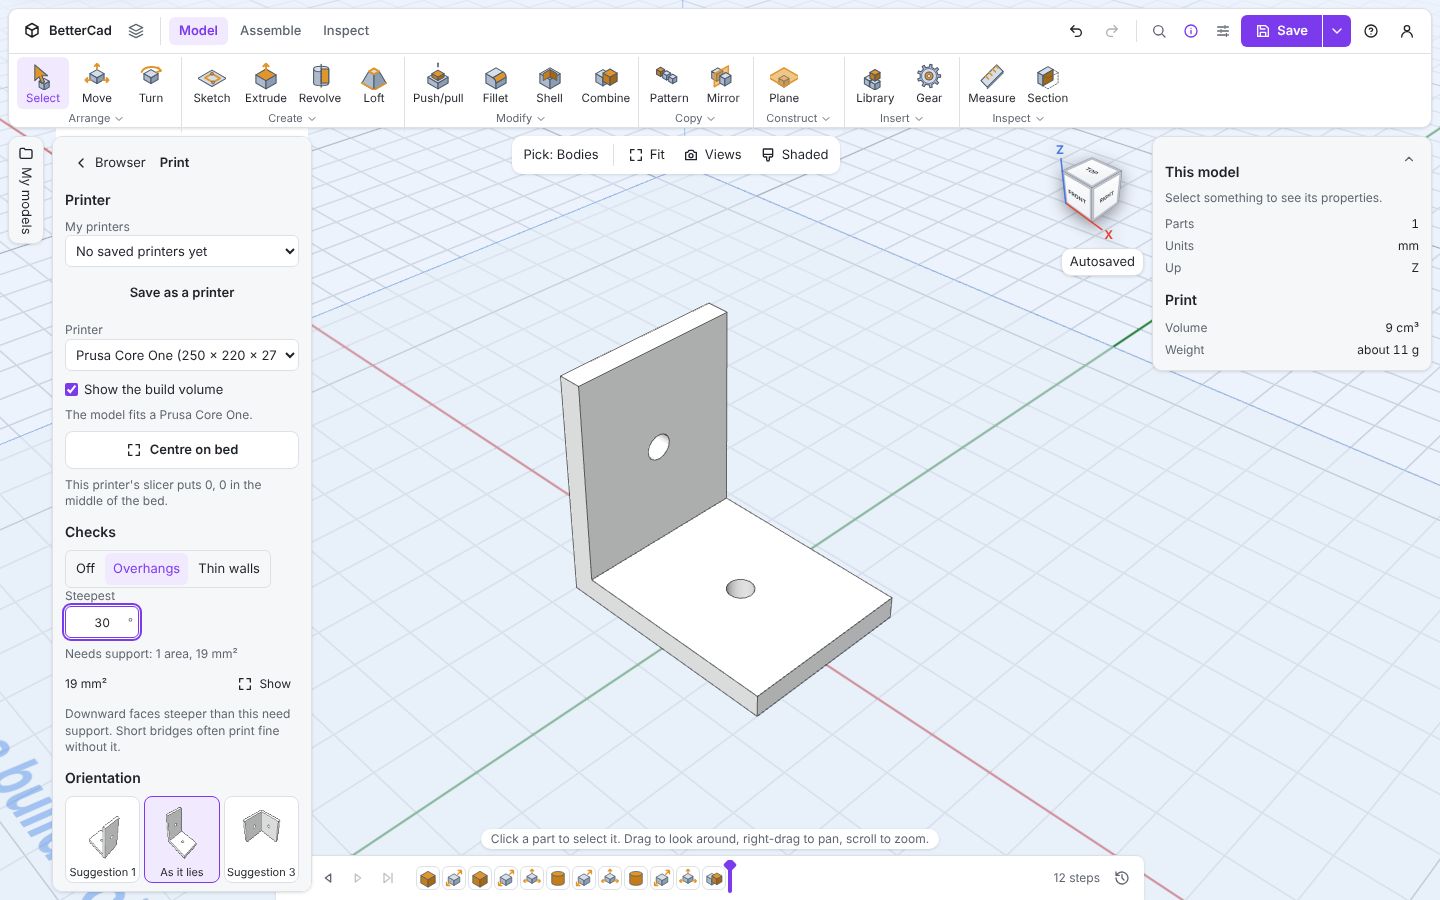 BetterCad
Model
Assemble
Inspect
Save
Select
Move
Turn
Sketch
Extrude
Revolve
Loft
Push/pull
Fillet
Shell
Combine
Pattern
Mirror
Plane
Library
Gear
Measure
Section
Arrange
Create
Modify
Copy
Construct
Insert
Inspect
My models
Browser
Print
Printer
My printers
No saved printers yet
Save as a printer
Printer
Prusa Core One (250 × 220 × 27
Show the build volume
The model fits a Prusa Core One.
Centre on bed
This printer's slicer puts 0, 0 in the
middle of the bed.
Checks
Off
Overhangs
Thin walls
Steepest
30 °
Needs support: 1 area, 19 mm²
19 mm²
Show
Downward faces steeper than this need
support. Short bridges often print fine
without it.
Orientation
Suggestion 1
As it lies
Suggestion 3
Pick: Bodies
Fit
Views
Shaded
Z
TOP
FRONT
RIGHT
X
Autosaved
This model
Select something to see its properties.
Parts 1
Units mm
Up Z
Print
Volume 9 cm³
Weight about 11 g
Click a part to select it. Drag to look around, right-drag to pan, scroll to zoom.
12 steps